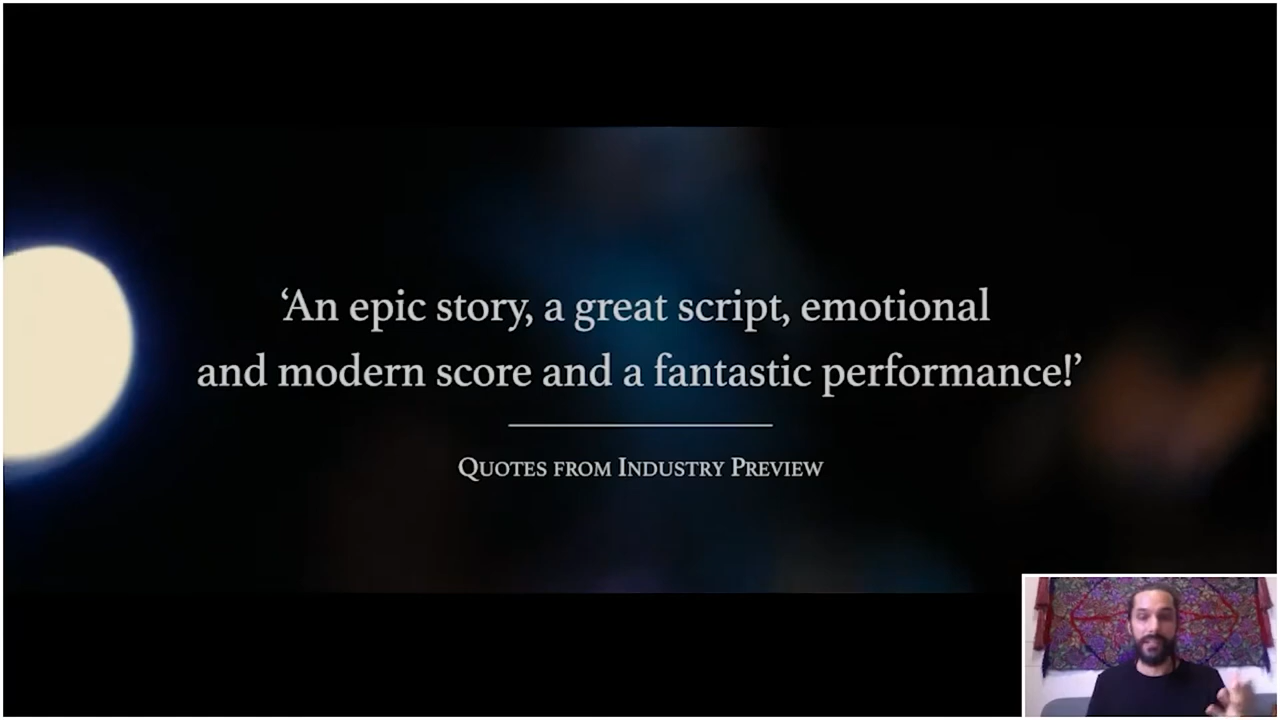 ‘An epic story, a great script, emotional
and modern score and a fantastic performance!’
Quotes from Industry Preview